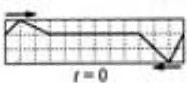 t = 0